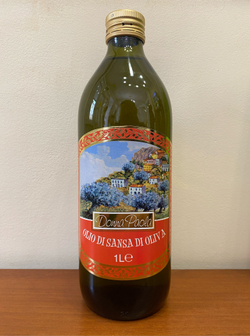 Donna Paola
OLIO DI SANSA DI OLIVA
1L℮